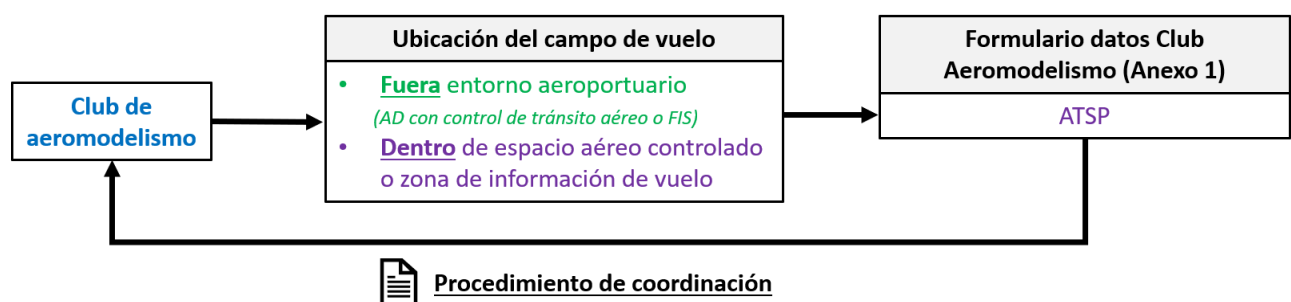 Club de
aeromodelismo
Ubicación del campo de vuelo
• Fuera entorno aeroportuario
(AD con control de tránsito aéreo o FIS)
• Dentro de espacio aéreo controlado
o zona de información de vuelo
Formulario datos Club
Aeromodelismo (Anexo 1)
ATSP
Procedimiento de coordinación